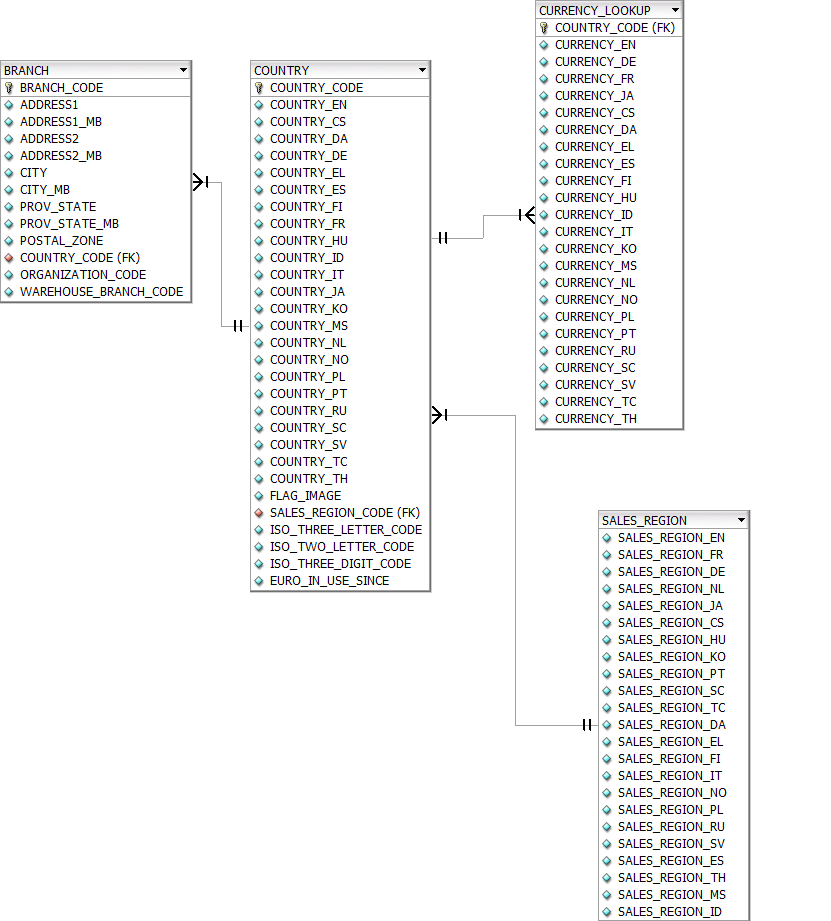 BRANCH
BRANCH_CODE
ADDRESS1
ADDRESS1_MB
ADDRESS2
ADDRESS2_MB
CITY
CITY_MB
PROV_STATE
PROV_STATE_MB
POSTAL_ZONE
COUNTRY_CODE (FK)
ORGANIZATION_CODE
WAREHOUSE_BRANCH_CODE
COUNTRY
COUNTRY_CODE
COUNTRY_EN
COUNTRY_CS
COUNTRY_DA
COUNTRY_DE
COUNTRY_EL
COUNTRY_ES
COUNTRY_FI
COUNTRY_FR
COUNTRY_HU
COUNTRY_ID
COUNTRY_IT
COUNTRY_JA
COUNTRY_KO
COUNTRY_MS
COUNTRY_NL
COUNTRY_NO
COUNTRY_PL
COUNTRY_PT
COUNTRY_RU
COUNTRY_SC
COUNTRY_SV
COUNTRY_TC
COUNTRY_TH
FLAG_IMAGE
SALES_REGION_CODE (FK)
ISO_THREE_LETTER_CODE
ISO_TWO_LETTER_CODE
ISO_THREE_DIGIT_CODE
EURO_IN_USE_SINCE
CURRENCY_LOOKUP
COUNTRY_CODE (FK)
CURRENCY_EN
CURRENCY_DE
CURRENCY_FR
CURRENCY_JA
CURRENCY_CS
CURRENCY_DA
CURRENCY_EL
CURRENCY_ES
CURRENCY_FI
CURRENCY_HU
CURRENCY_ID
CURRENCY_IT
CURRENCY_KO
CURRENCY_MS
CURRENCY_NL
CURRENCY_NO
CURRENCY_PL
CURRENCY_PT
CURRENCY_RU
CURRENCY_SC
CURRENCY_SV
CURRENCY_TC
CURRENCY_TH
SALES_REGION
SALES_REGION_EN
SALES_REGION_FR
SALES_REGION_DE
SALES_REGION_NL
SALES_REGION_JA
SALES_REGION_CS
SALES_REGION_HU
SALES_REGION_KO
SALES_REGION_PT
SALES_REGION_SC
SALES_REGION_TC
SALES_REGION_DA
SALES_REGION_EL
SALES_REGION_FI
SALES_REGION_IT
SALES_REGION_NO
SALES_REGION_PL
SALES_REGION_RU
SALES_REGION_SV
SALES_REGION_ES
SALES_REGION_TH
SALES_REGION_MS
SALES_REGION_ID